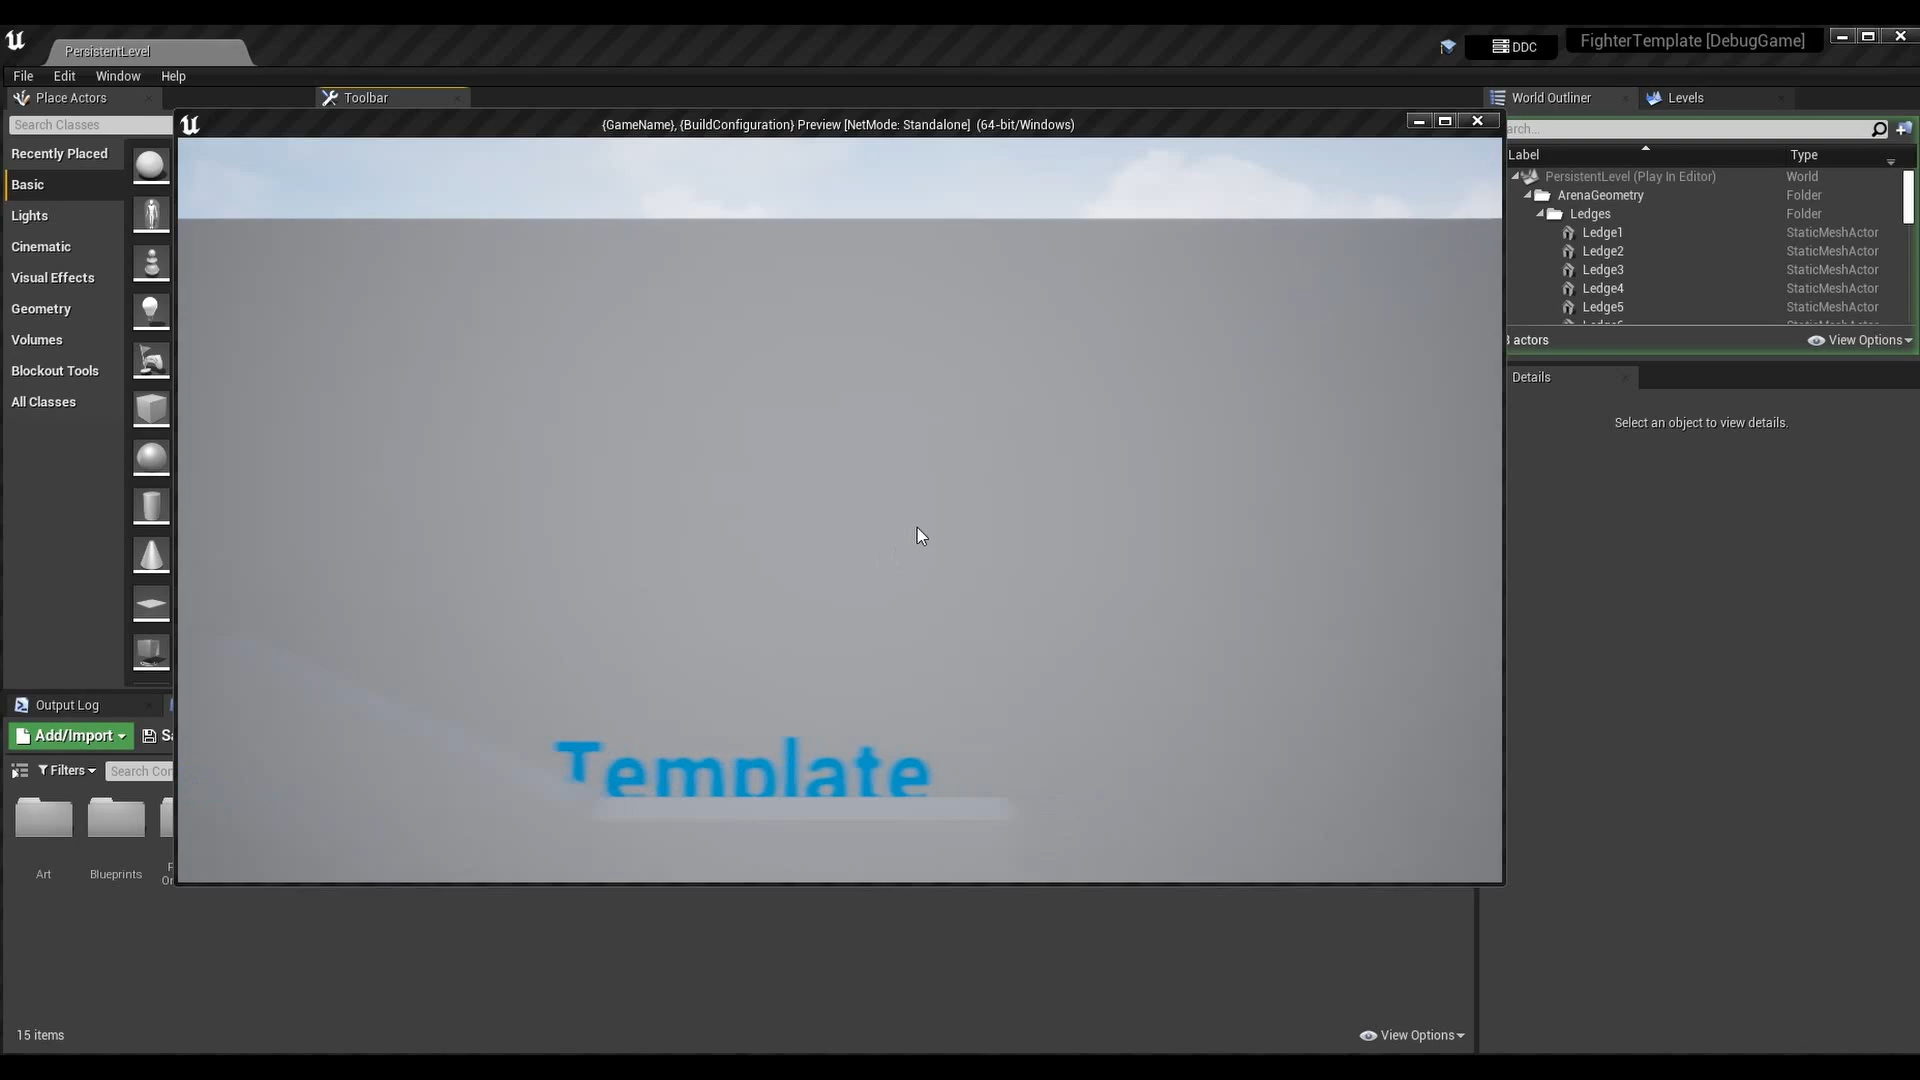 PersistentLevel
DDC
FighterTemplate [DebugGame]
File Edit Window Help
Place Actors
Toolbar
World Outliner
Levels
Search Classes
{GameName}, {BuildConfiguration} Preview [NetMode: Standalone] (64-bit/Windows)
Recently Placed
Basic
Lights
Cinematic
Visual Effects
Geometry
Volumes
Blockout Tools
All Classes
Template
Label Type
PersistentLevel (Play In Editor) World
ArenaGeometry Folder
Ledges Folder
Ledge1 StaticMeshActor
Ledge2 StaticMeshActor
Ledge3 StaticMeshActor
Ledge4 StaticMeshActor
Ledge5 StaticMeshActor
actors
View Options
Details
Select an object to view details.
Output Log
Add/Import
Filters
Art
Blueprints
15 items
View Options